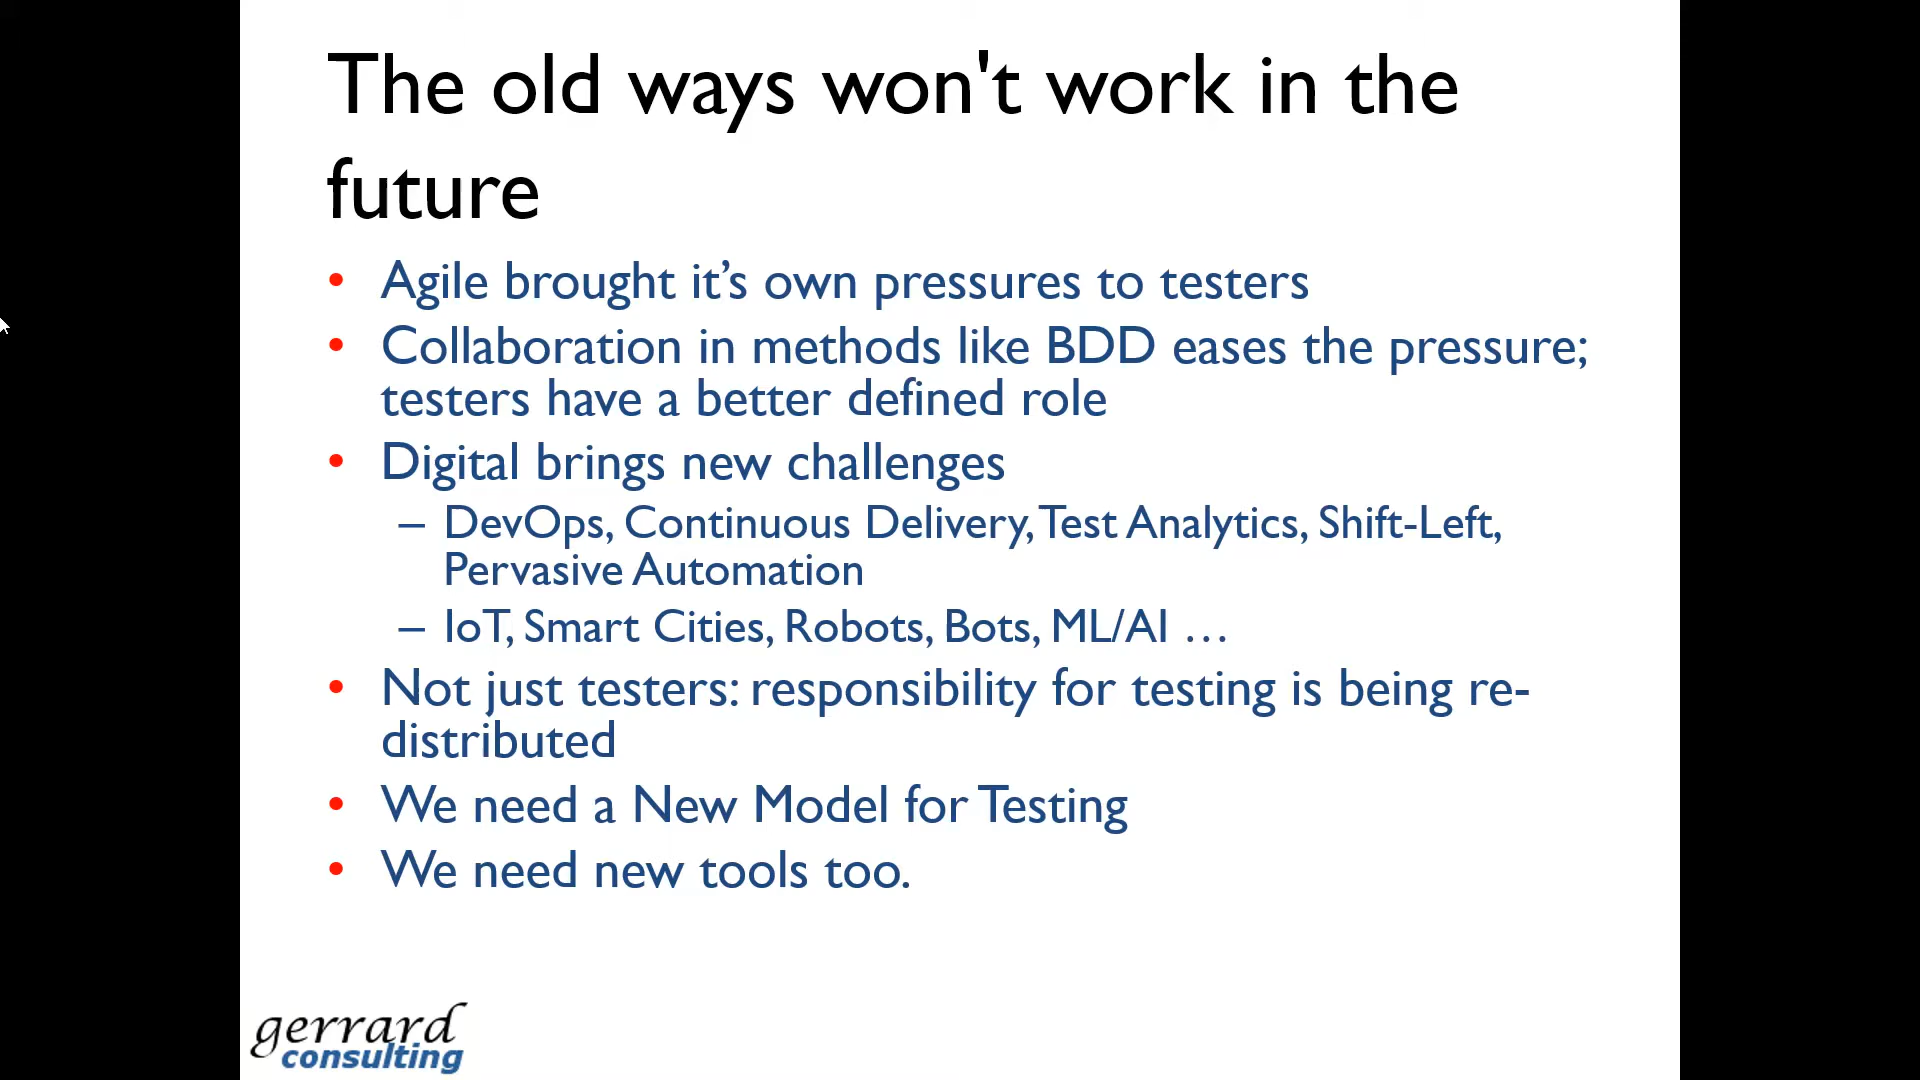 The old ways won't work in the
future
• Agile brought it’s own pressures to testers
• Collaboration in methods like BDD eases the pressure;
testers have a better defined role
• Digital brings new challenges
– DevOps, Continuous Delivery, Test Analytics, Shift-Left,
Pervasive Automation
– IoT, Smart Cities, Robots, Bots, ML/AI …
• Not just testers: responsibility for testing is being re-
distributed
• We need a New Model for Testing
• We need new tools too.
gerrard
consulting